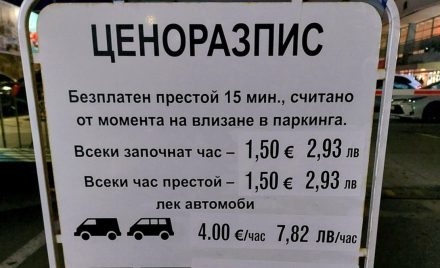 ЦЕНОРАЗПИС
Безплатен престой 15 мин., считано
от момента на влизане в паркинга.
Всеки започнат час – 1,50 € 2,93 лв
Всеки час престой – 1,50 € 2,93 лв
лек автомоби
4.00 €/час 7,82 ЛВ/час